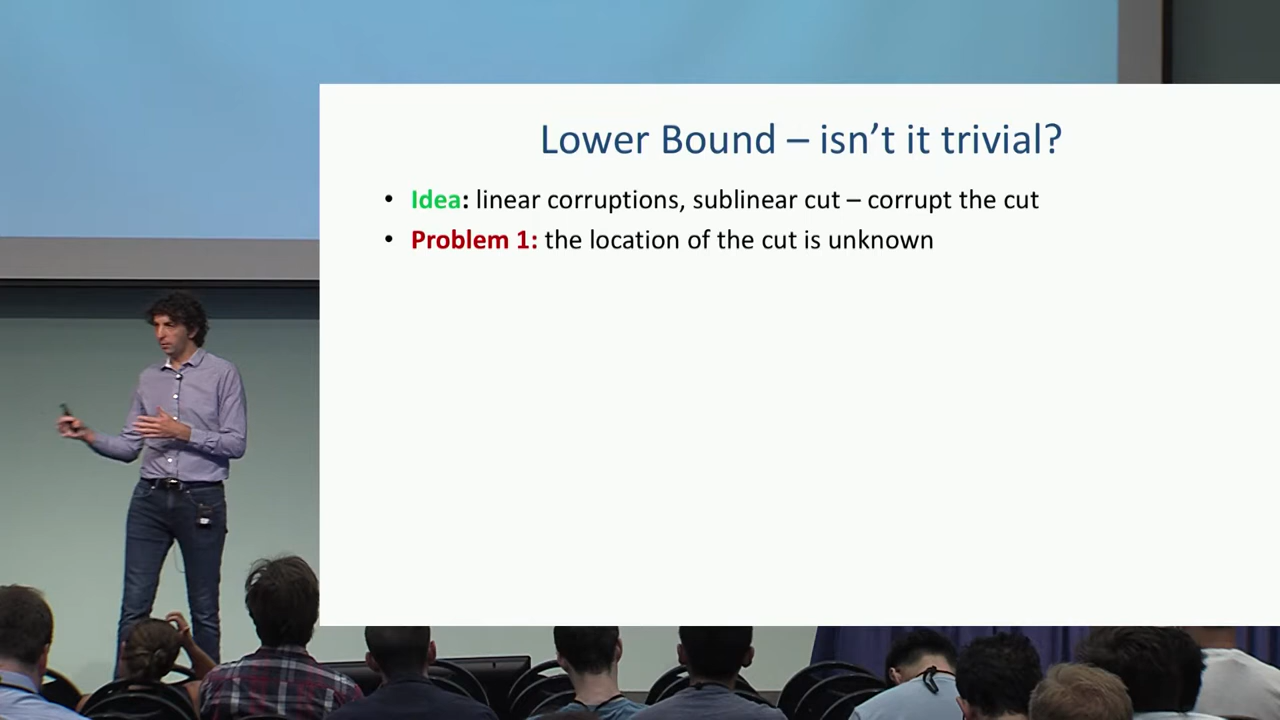 Lower Bound – isn't it trivial?
• Idea: linear corruptions, sublinear cut – corrupt the cut
• Problem 1: the location of the cut is unknown